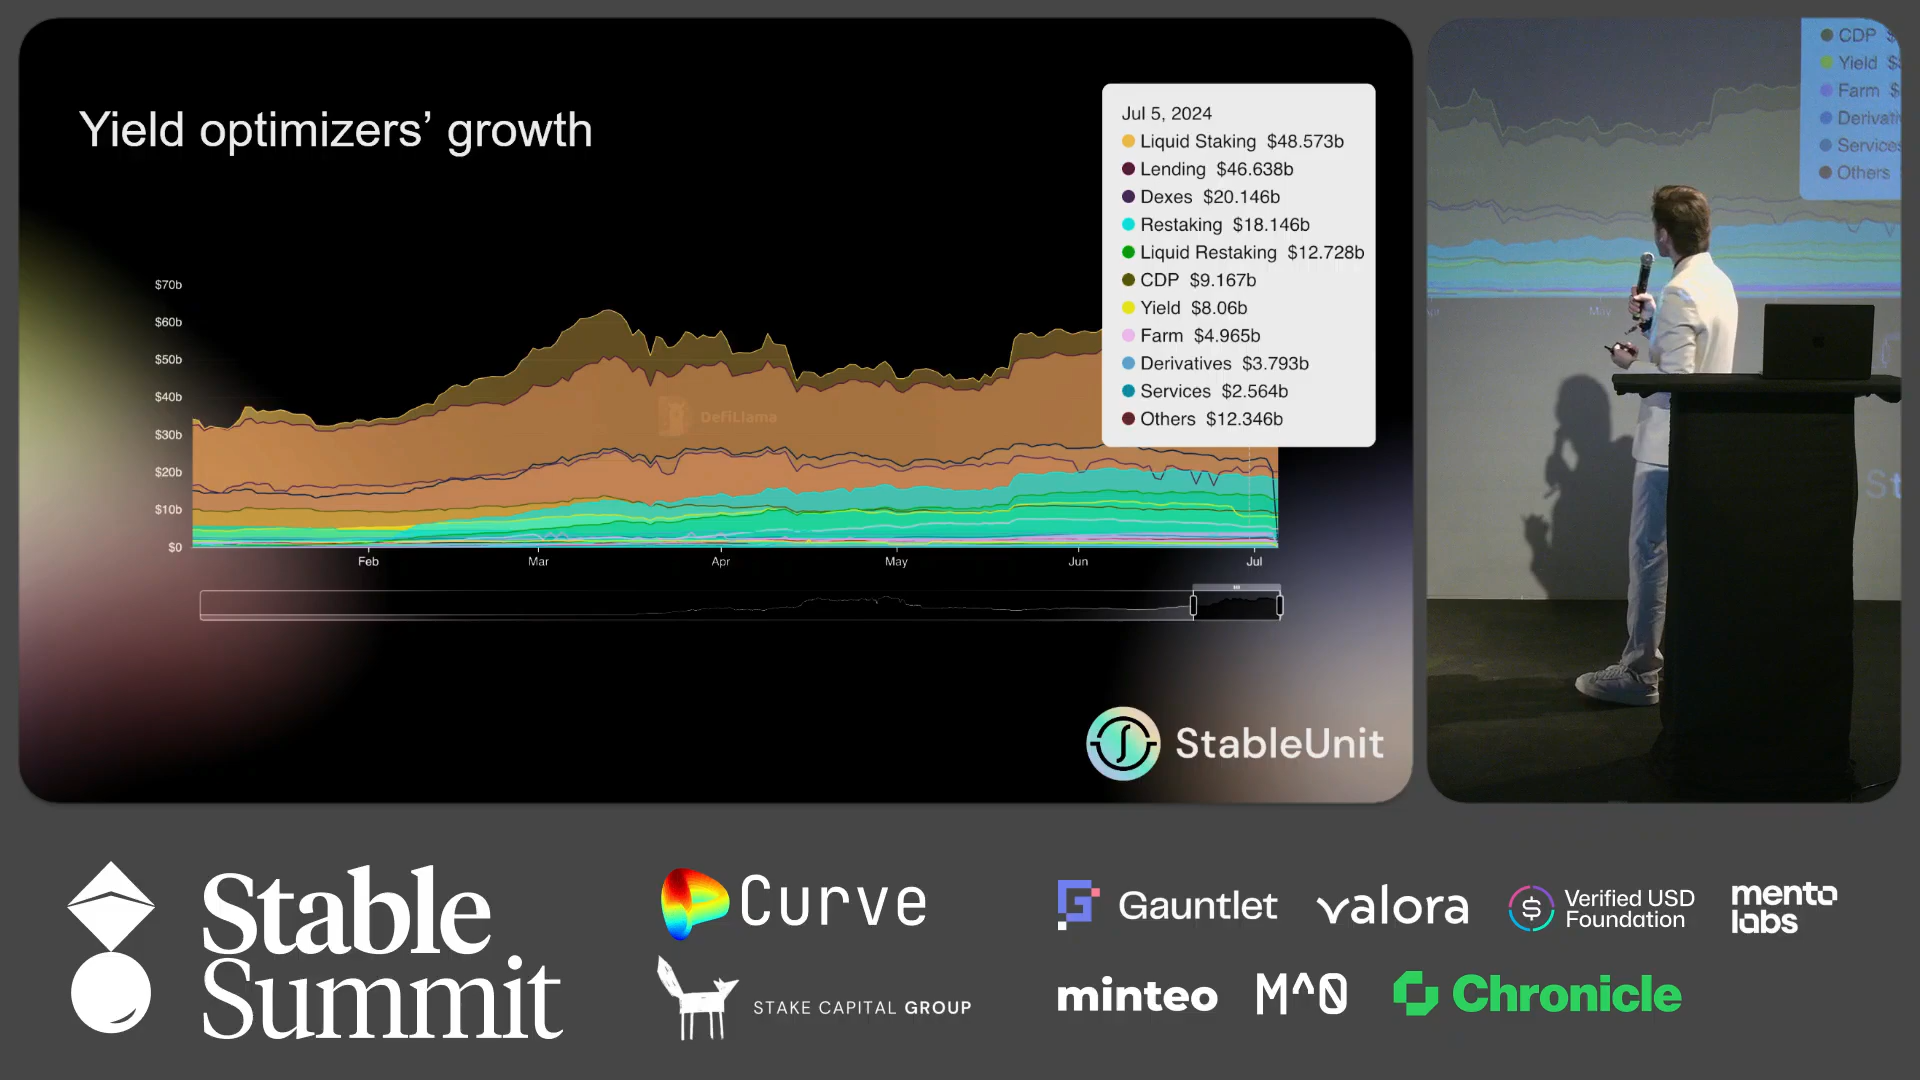 Yield optimizers’ growth
Jul 5, 2024
Liquid Staking $48.573b
Lending $46.638b
Dexes $20.146b
Restaking $18.146b
Liquid Restaking $12.728b
CDP $9.167b
Yield $8.06b
Farm $4.965b
Derivatives $3.793b
Services $2.564b
Others $12.346b
$70b
$60b
$50b
$40b
$30b
$20b
$10b
$0
DefiLlama
Feb Mar Apr May Jun Jul
StableUnit
CDP $
Yield $
Farm $
Derivati
Services
Others
May
St
Stable
Summit
Curve
STAKE CAPITAL GROUP
Gauntlet
valora
Verified USD
Foundation
mento
labs
minteo
M^0
Chronicle